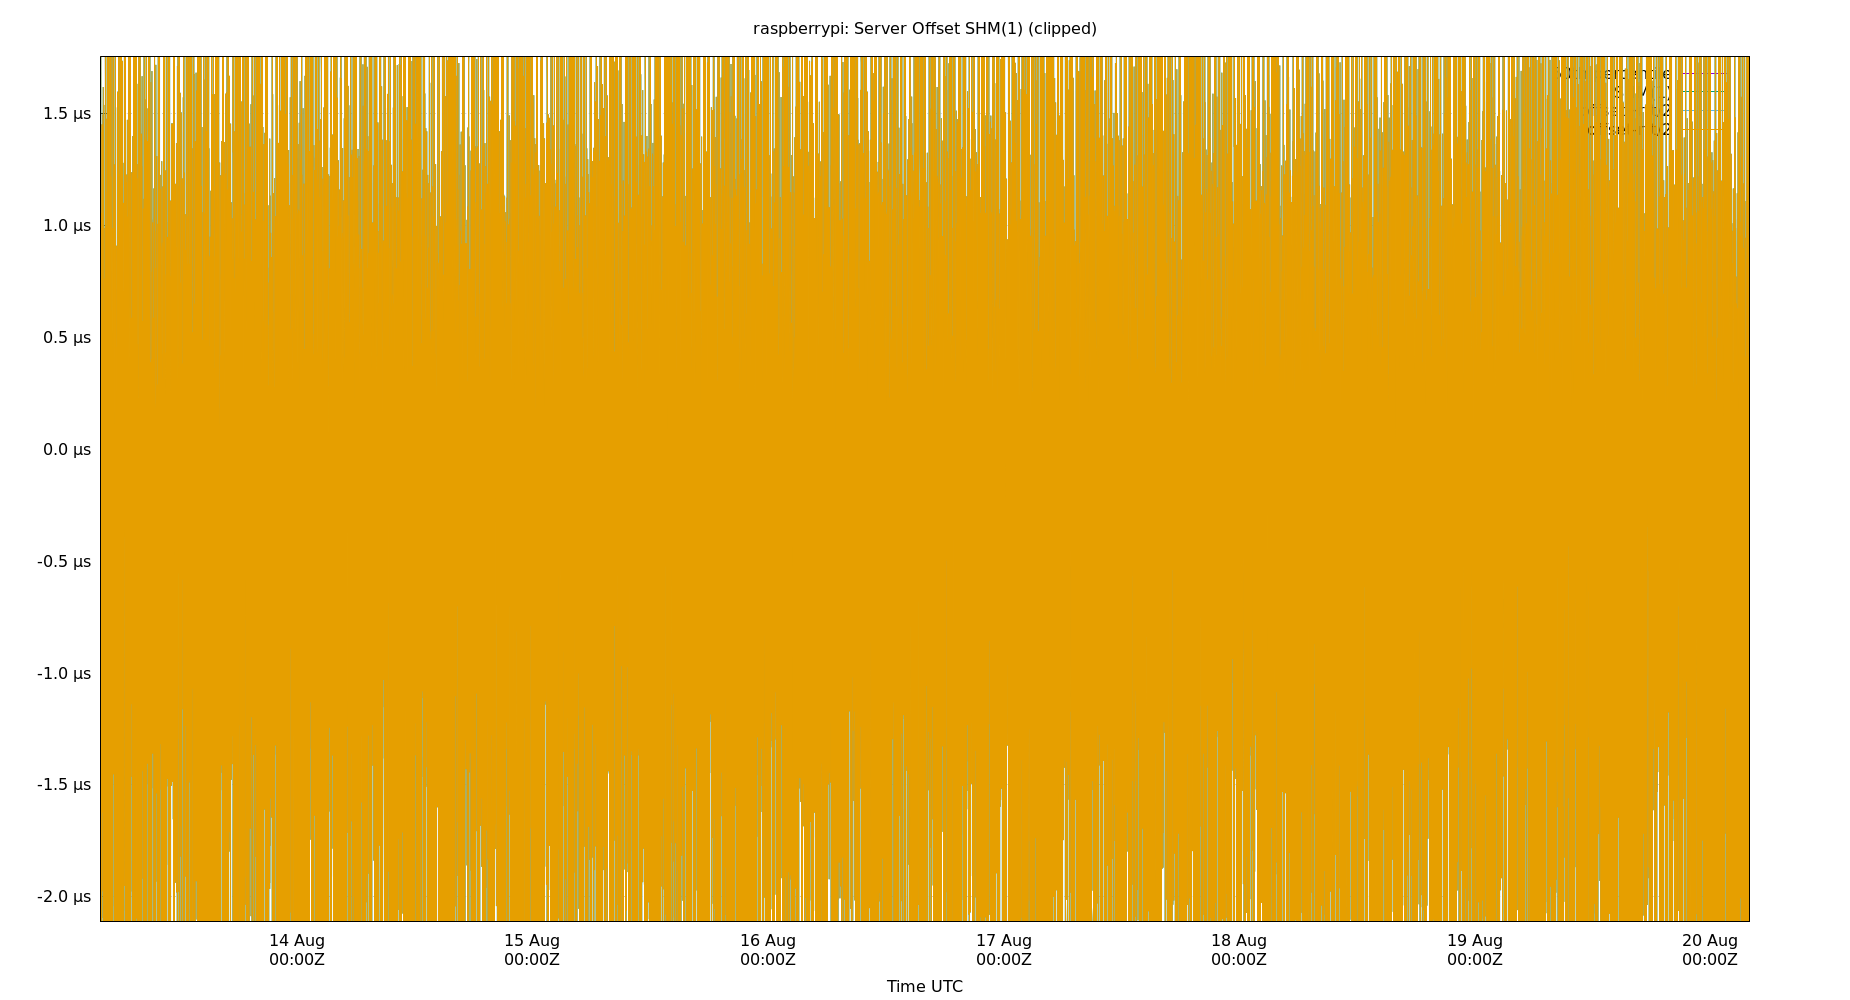 raspberrypi: Server Offset SHM(1) (clipped)
1.5 μs
1.0 μs
0.5 μs
0.0 μs
-0.5 μs
-1.0 μs
-1.5 μs
-2.0 μs
14 Aug 15 Aug 16 Aug 17 Aug 18 Aug 19 Aug 20 Aug
00:00Z 00:00Z 00:00Z 00:00Z 00:00Z 00:00Z 00:00Z
Time UTC